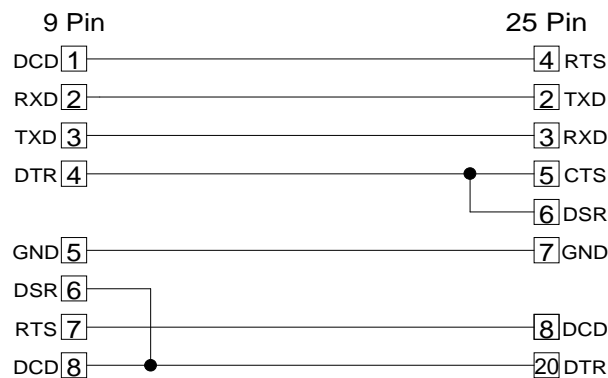 9 Pin 25 Pin
DCD 1 4 RTS
RXD 2 2 TXD
TXD 3 3 RXD
DTR 4 5 CTS
6 DSR
GND 5 7 GND
DSR 6
RTS 7 8 DCD
DCD 8 20 DTR